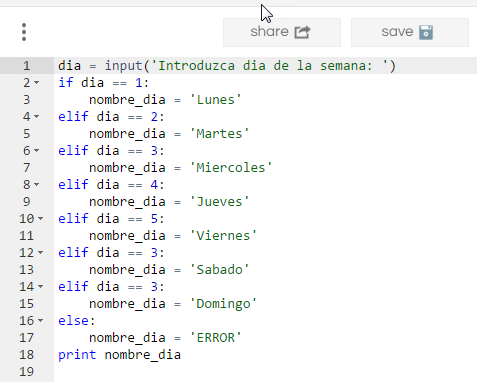 share save
1 dia = input('Introduzca dia de la semana: ')
2 if dia == 1:
3     nombre_dia = 'Lunes'
4 elif dia == 2:
5     nombre_dia = 'Martes'
6 elif dia == 3:
7     nombre_dia = 'Miercoles'
8 elif dia == 4:
9     nombre_dia = 'Jueves'
10 elif dia == 5:
11     nombre_dia = 'Viernes'
12 elif dia == 3:
13     nombre_dia = 'Sabado'
14 elif dia == 3:
15     nombre_dia = 'Domingo'
16 else:
17     nombre_dia = 'ERROR'
18 print nombre_dia
19